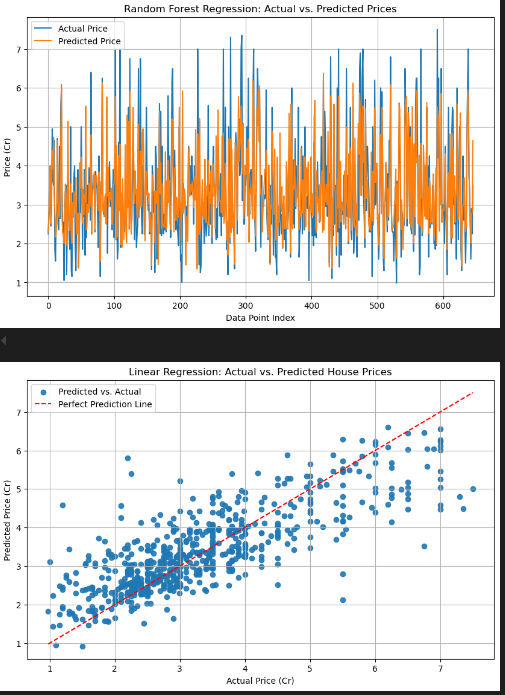 Random Forest Regression: Actual vs. Predicted Prices
Actual Price
Predicted Price
Price (Cr)
7
6
5
4
3
2
1
0
100
200
300
400
500
600
Data Point Index
Linear Regression: Actual vs. Predicted House Prices
Predicted vs. Actual
Perfect Prediction Line
Predicted Price (Cr)
7
6
5
4
3
2
1
1
2
3
4
5
6
7
Actual Price (Cr)